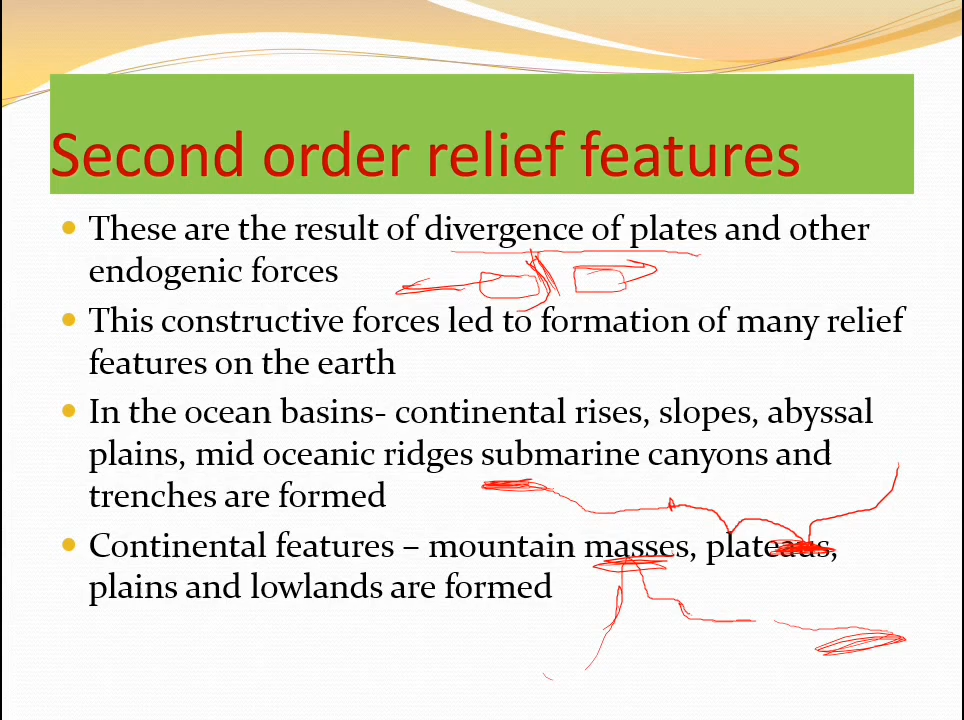 Second order relief features
These are the result of divergence of plates and other
endogenic forces
This constructive forces led to formation of many relief
features on the earth
In the ocean basins- continental rises, slopes, abyssal
plains, mid oceanic ridges submarine canyons and
trenches are formed
Continental features – mountain masses, plateaus,
plains and lowlands are formed